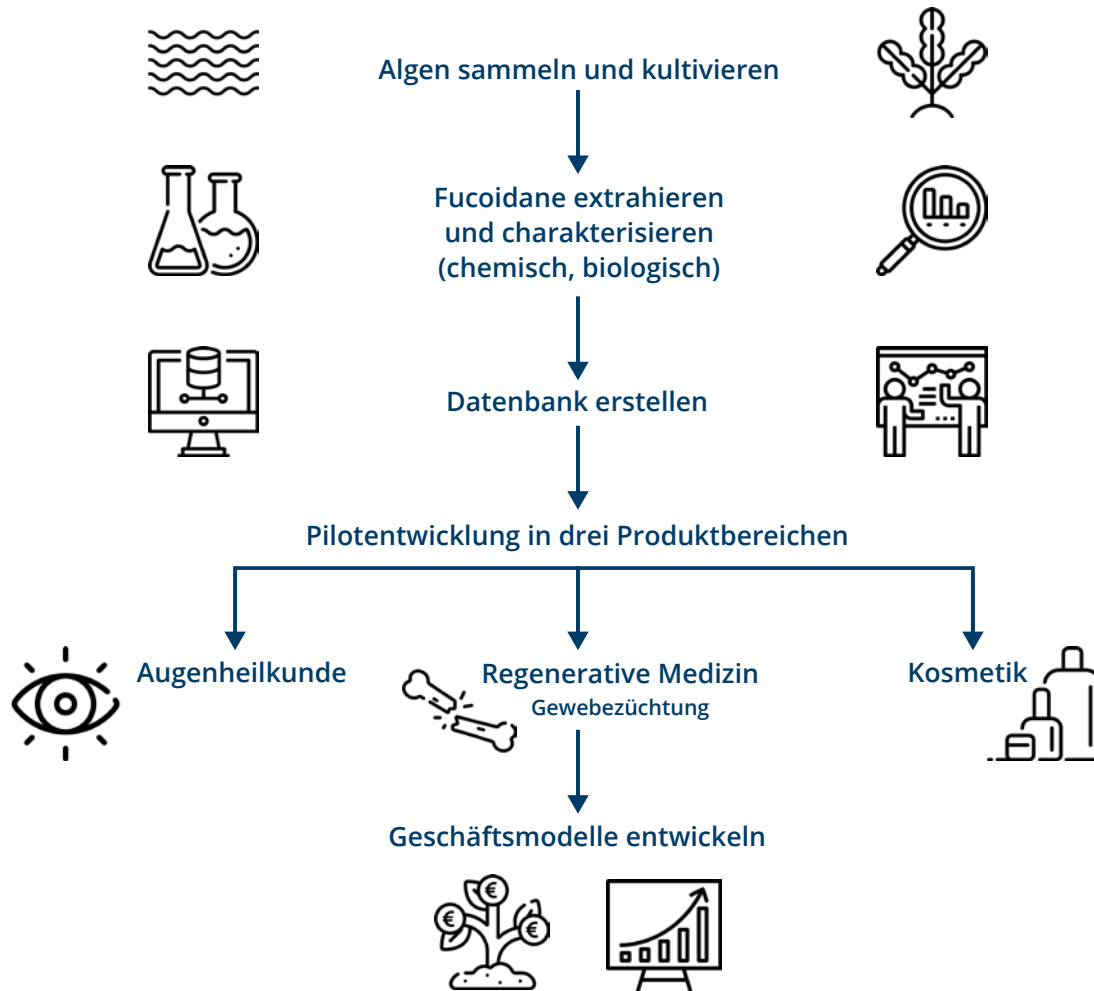 Algen sammeln und kultivieren
Fucoidane extrahieren
und charakterisieren
(chemisch, biologisch)
Datenbank erstellen
Pilotentwicklung in drei Produktbereichen
Augenheilkunde
Regenerative Medizin
Gewebezüchtung
Kosmetik
Geschäftsmodelle entwickeln
€
€
€